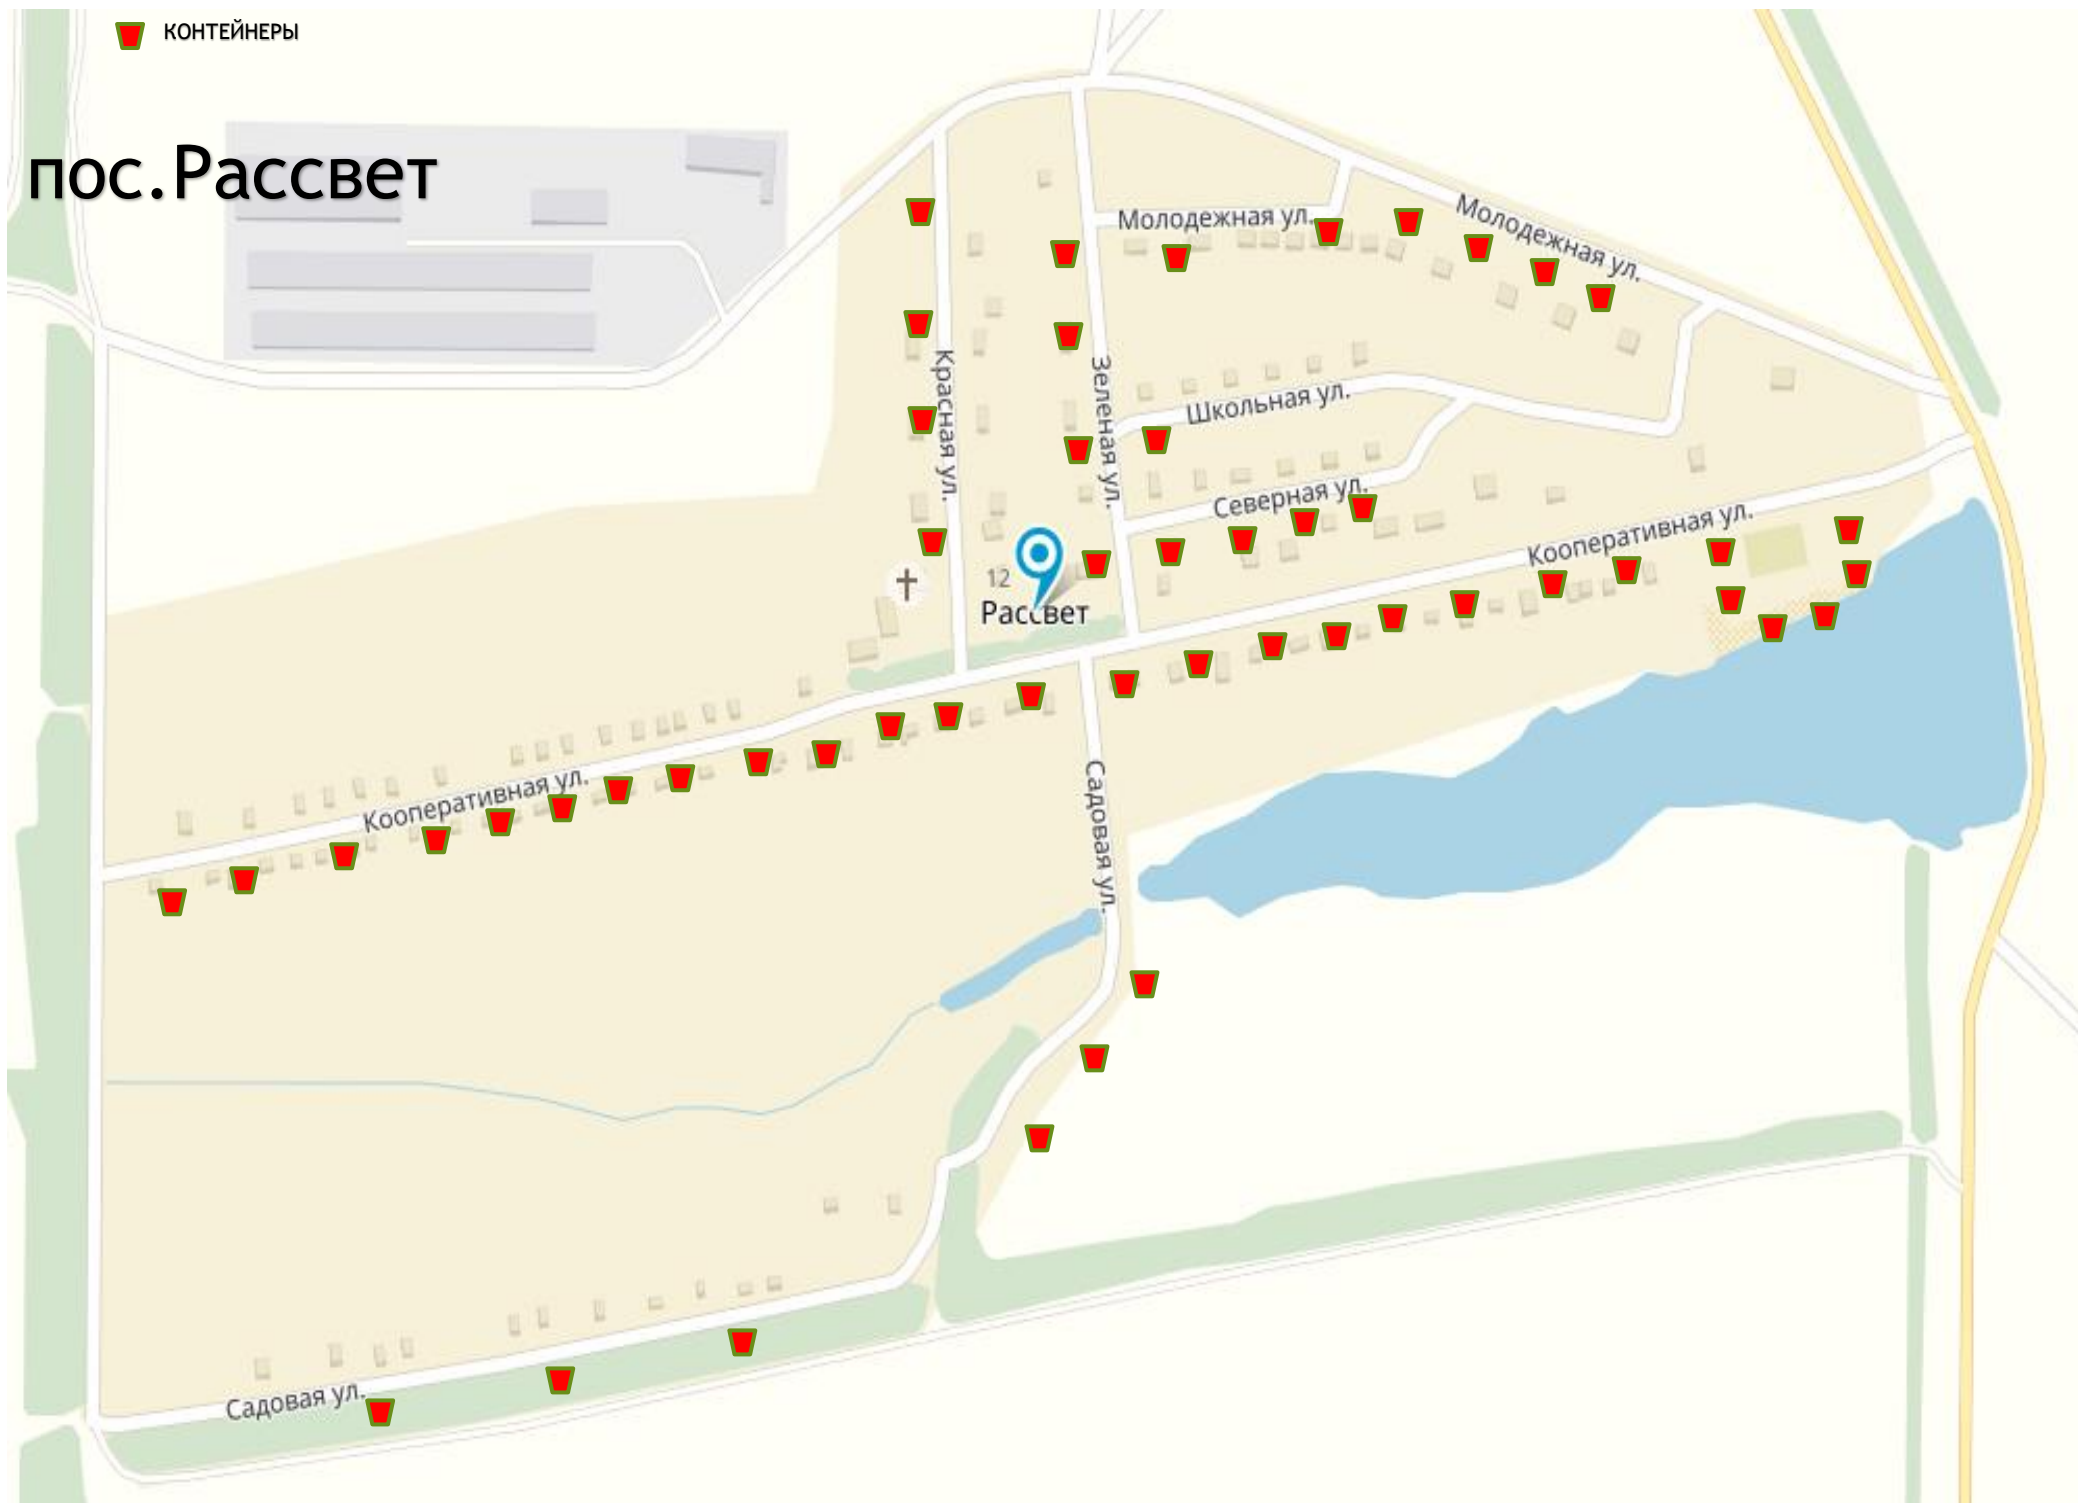 КОНТЕЙНЕРЫ
пос.Рассвет
Молодежная ул.
Молодежная ул.
Красная ул.
Зеленая ул.
Школьная ул.
Северная ул.
Кооперативная ул.
12
Рассвет
Кооперативная ул.
Садовая ул.
Садовая ул.